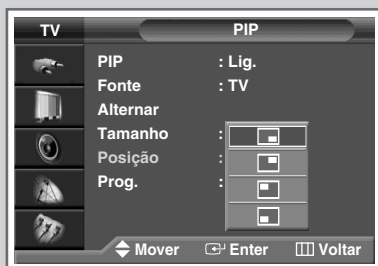 TV PIP
PIP : Lig.
Fonte : TV
Alternar
Tamanho :
Posição
Prog. :
Mover Enter Voltar